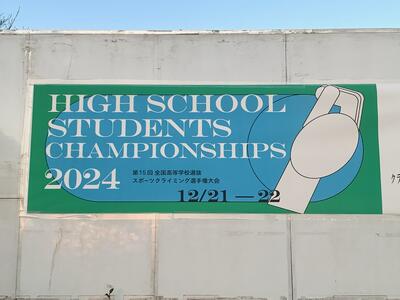 HIGH SCHOOL
STUDENTS
CHAMPIONSHIPS
2024
第15回 全国高等学校選抜
スポーツクライミング選手権大会
12/21 — 22
ク